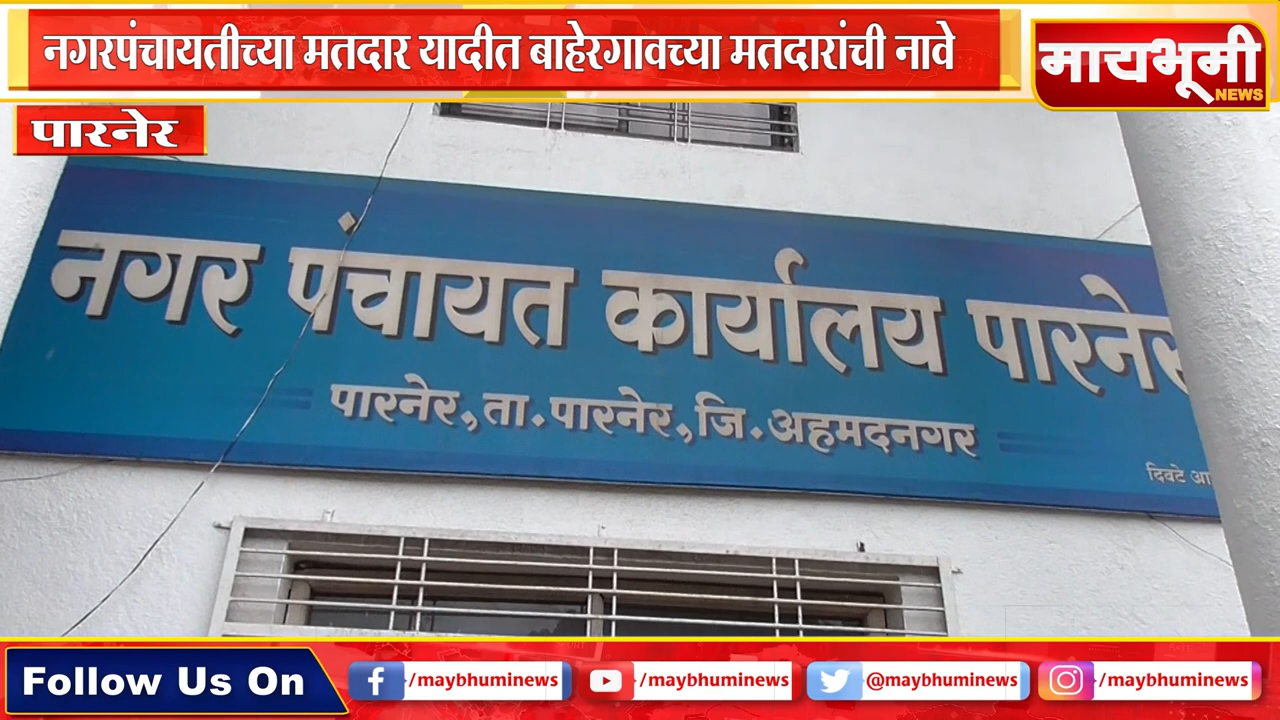 नगरपंचायतीच्या मतदार यादीत बाहेरगावच्या मतदारांची नावे
मायभूमी
NEWS
पारनेर
नगर पंचायत कार्यालय पारनेर
पारनेर, ता. पारनेर, जि. अहमदनगर
दिवटे
Follow Us On
/maybhuminews
/maybhuminews
@maybhuminews
/maybhuminews